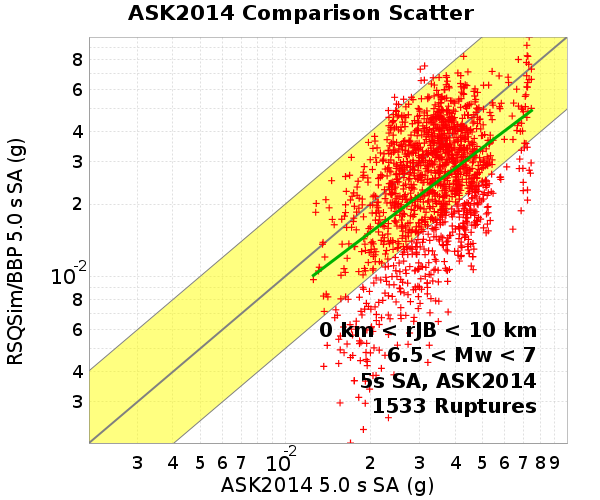 ASK2014 Comparison Scatter
RSQSim/BBP 5.0 s SA (g)
8
6
4
3
2
10-2
8
6
4
3
0 km < rJB < 10 km
6.5 < Mw < 7
5s SA, ASK2014
1533 Ruptures
3 4 5 6 7 10-2 2 3 4 5 6 7 8 9
ASK2014 5.0 s SA (g)